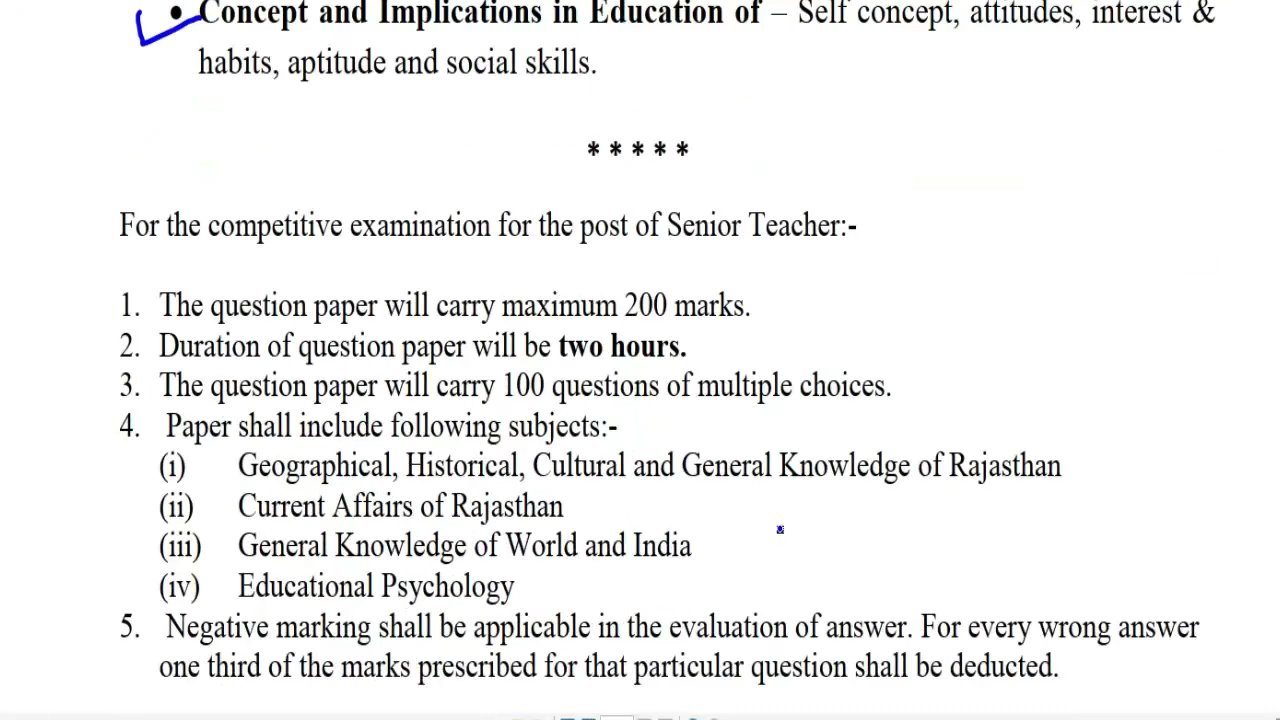 • Concept and Implications in Education of – Self concept, attitudes, interest &
habits, aptitude and social skills.
* * * * *
For the competitive examination for the post of Senior Teacher:-
1. The question paper will carry maximum 200 marks.
2. Duration of question paper will be two hours.
3. The question paper will carry 100 questions of multiple choices.
4. Paper shall include following subjects:-
(i) Geographical, Historical, Cultural and General Knowledge of Rajasthan
(ii) Current Affairs of Rajasthan
(iii) General Knowledge of World and India
(iv) Educational Psychology
5. Negative marking shall be applicable in the evaluation of answer. For every wrong answer
one third of the marks prescribed for that particular question shall be deducted.